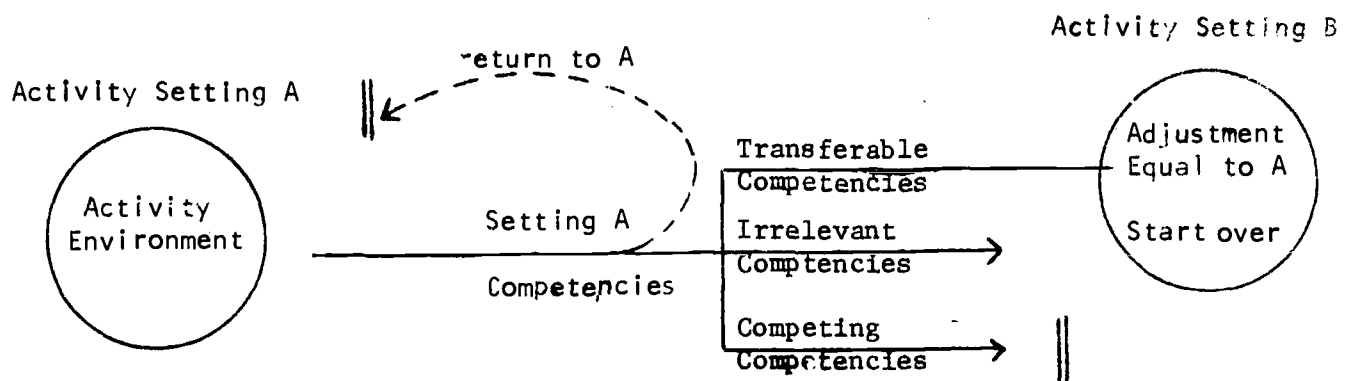 Activity Setting B
return to A
Activity Setting A
Activity
Environment
Setting A
Competencies
Transferable
Competencies
Irrelevant
Comptencies
Competing
Competencies
Adjustment
Equal to A
Start over